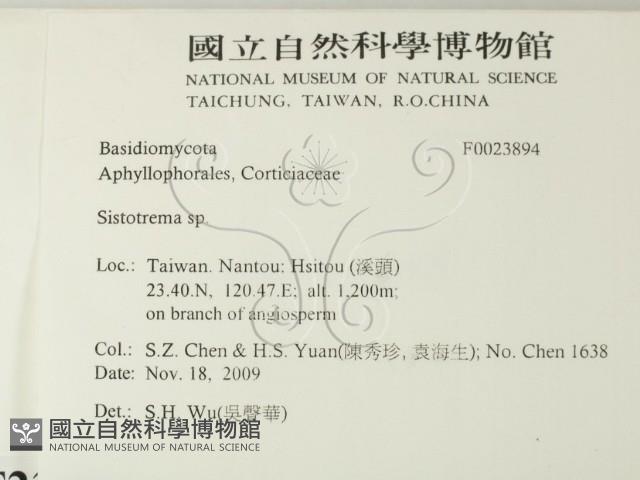 國立自然科學博物館
NATIONAL MUSEUM OF NATURAL SCIENCE
TAICHUNG, TAIWAN, R.O.CHINA
Basidiomycota F0023894
Aphyllophorales, Corticiaceae
Sistotrema sp.
Loc.: Taiwan. Nantou: Hsitou (溪頭)
23.40.N, 120.47.E; alt. 1,200m;
on branch of angiosperm
Col.: S.Z. Chen & H.S. Yuan(陳秀珍, 袁海生); No. Chen 1638
Date: Nov. 18, 2009
Det.: S.H. Wu(吳聲華)
國立自然科學博物館
NATIONAL MUSEUM OF NATURAL SCIENCE